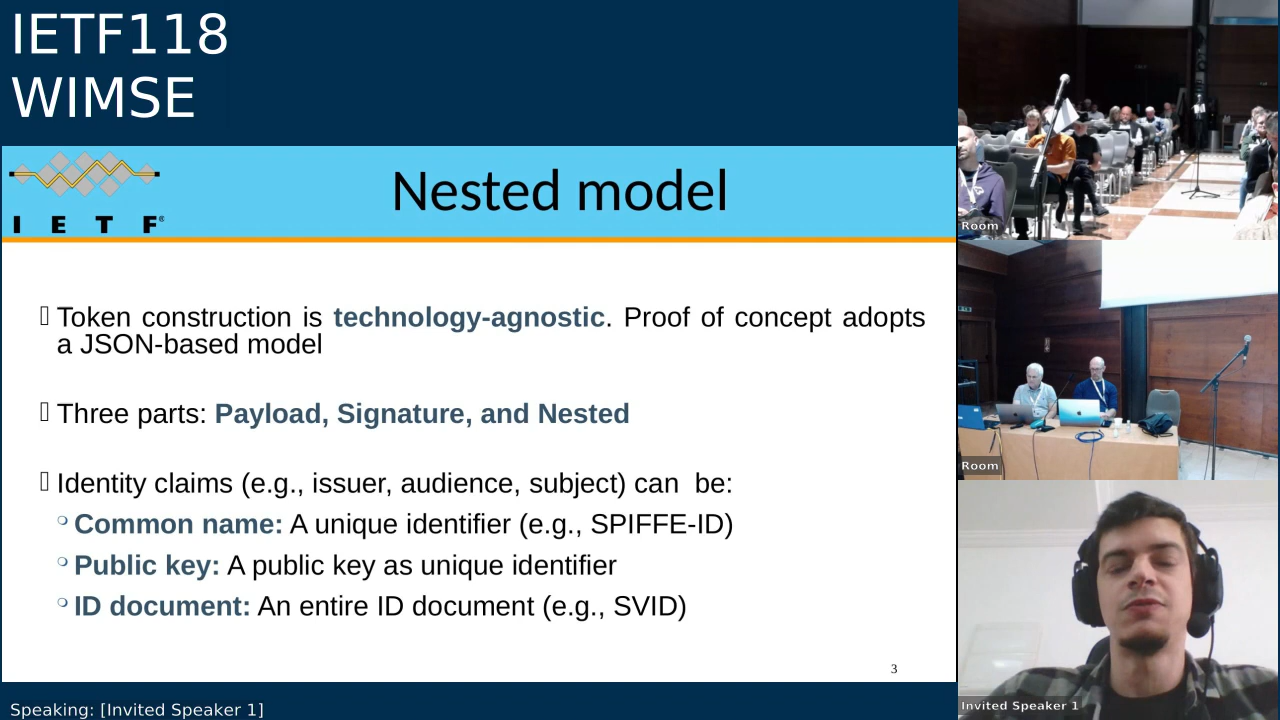 IETF118
WIMSE
I E T F®
Nested model
Token construction is technology-agnostic. Proof of concept adopts
a JSON-based model
Three parts: Payload, Signature, and Nested
Identity claims (e.g., issuer, audience, subject) can be:
Common name: A unique identifier (e.g., SPIFFE-ID)
Public key: A public key as unique identifier
ID document: An entire ID document (e.g., SVID)
3
Speaking: [Invited Speaker 1]
Room
Room
Invited Speaker 1